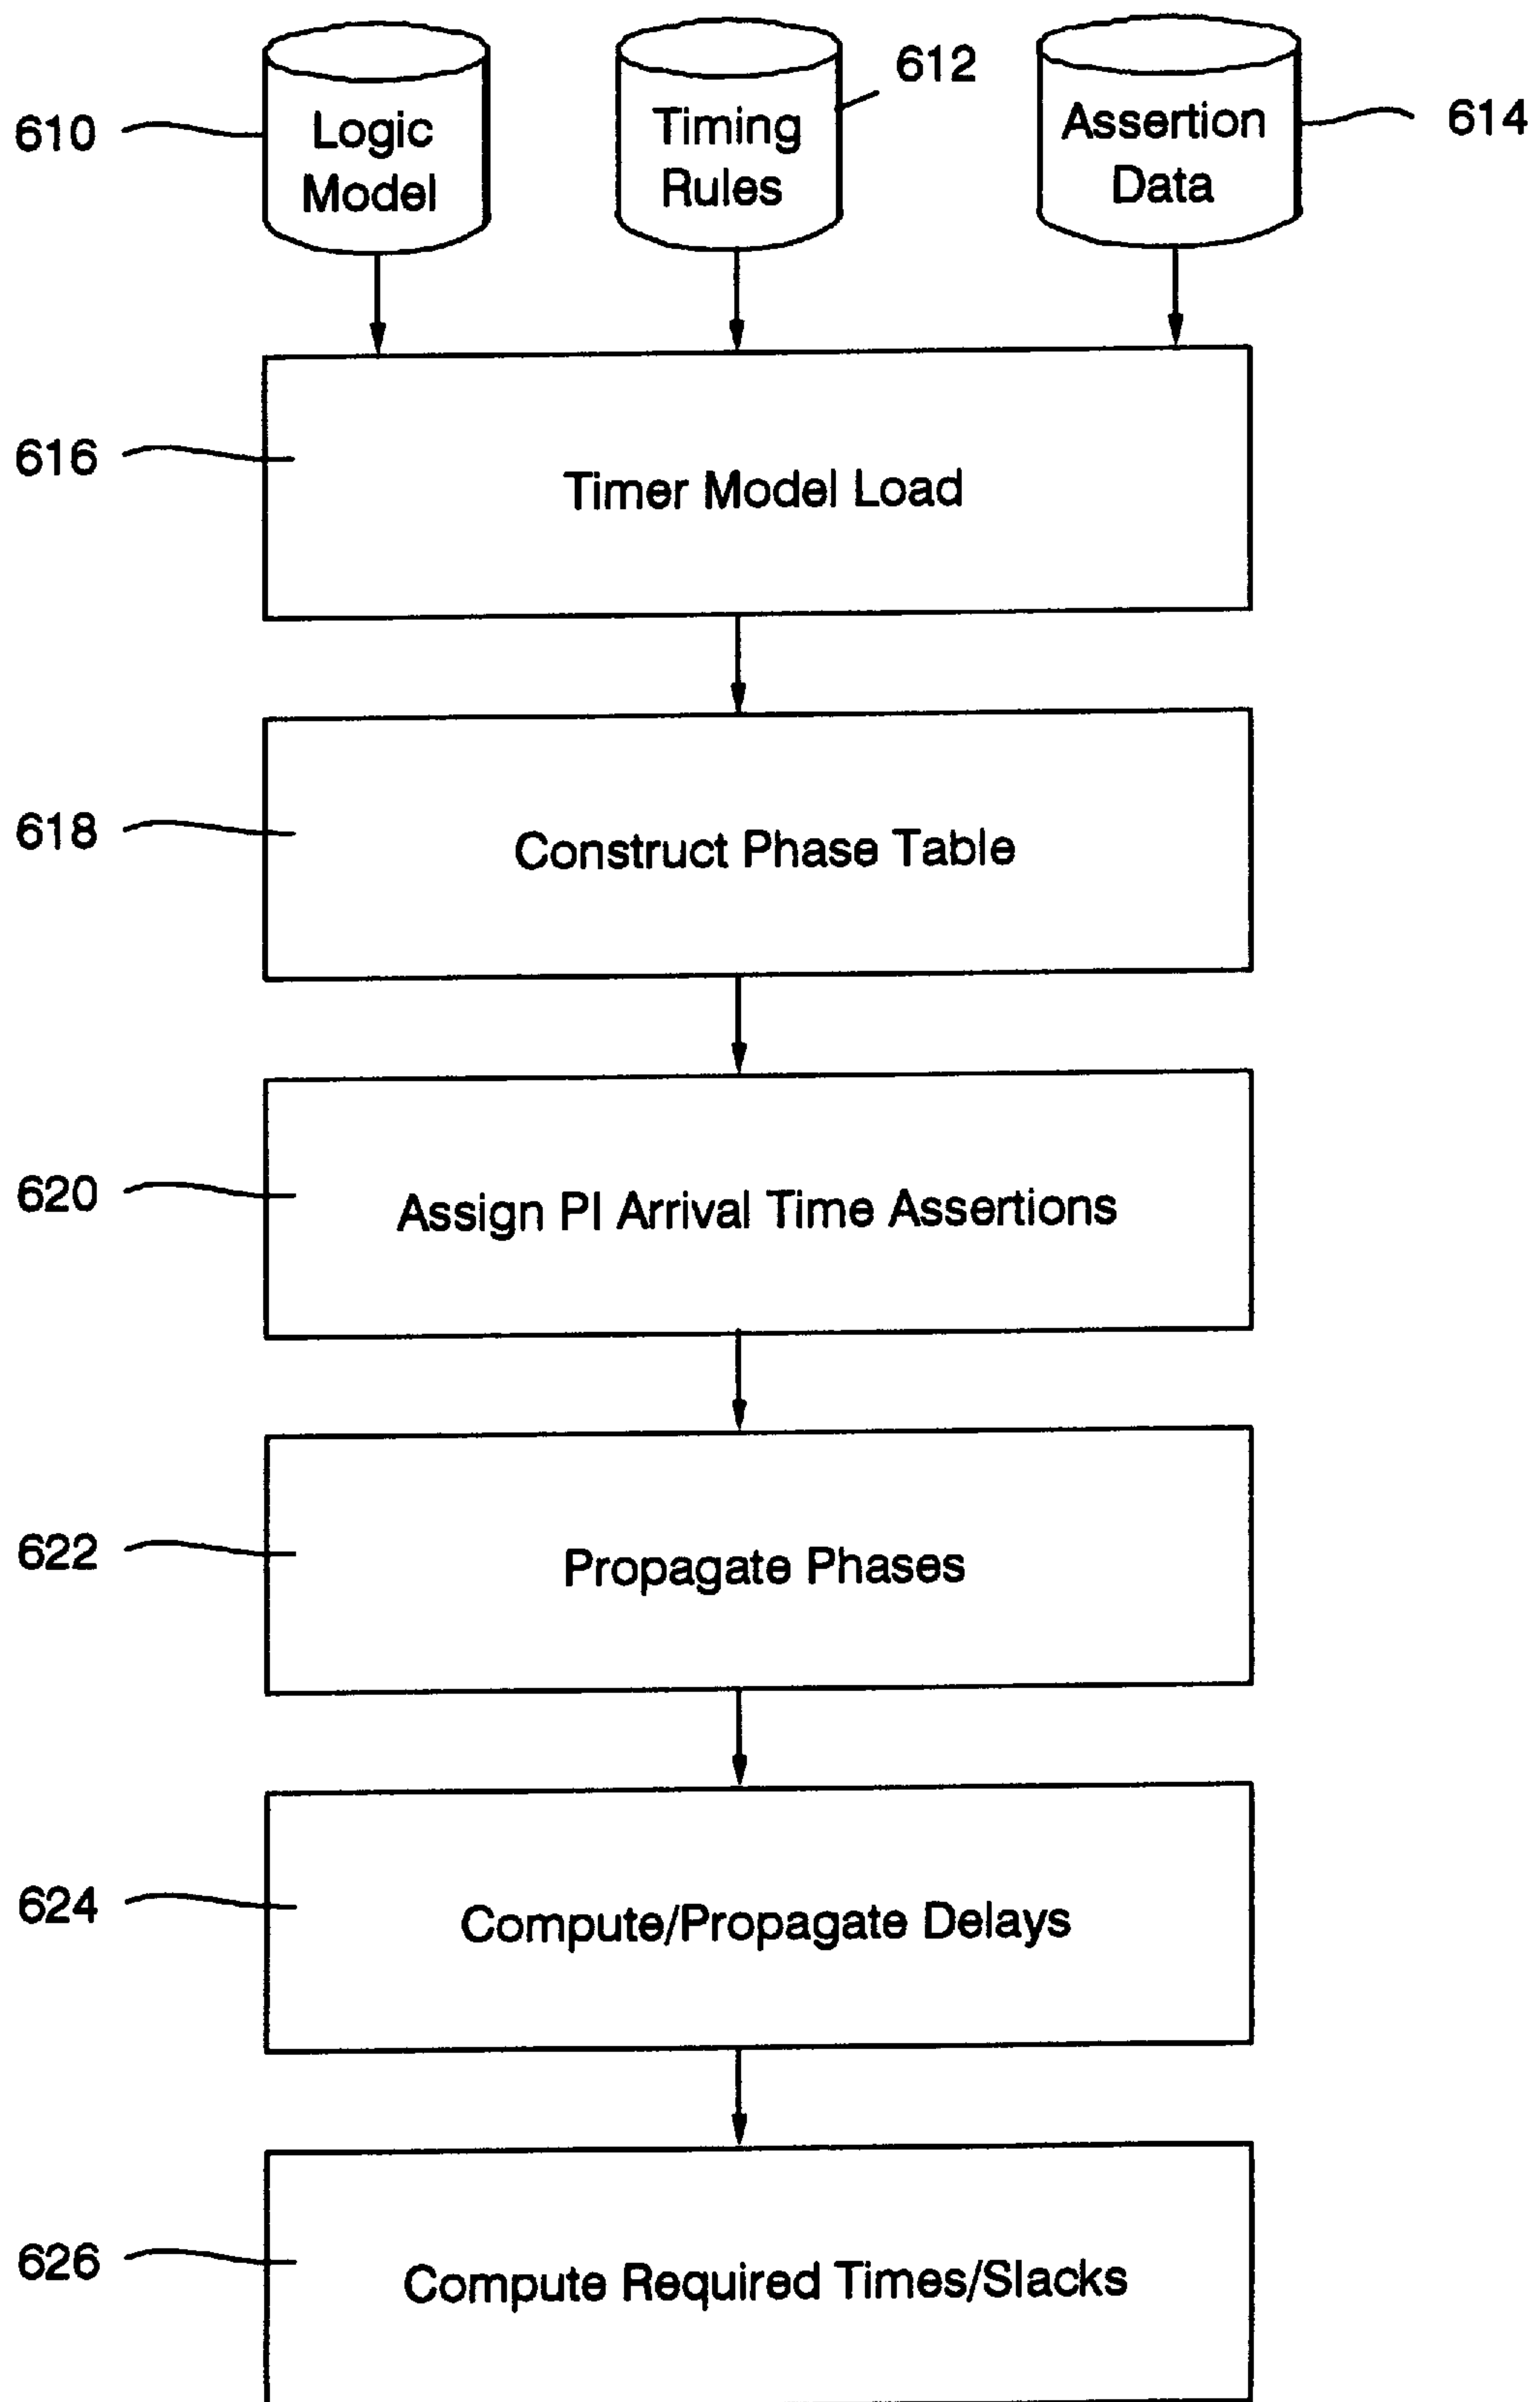 612
610
Logic
Model
Timing
Rules
Assertion
Data
614
616
Timer Model Load
618
Construct Phase Table
620
Assign PI Arrival Time Assertions
622
Propagate Phases
624
Compute/Propagate Delays
626
Compute Required Times/Slacks